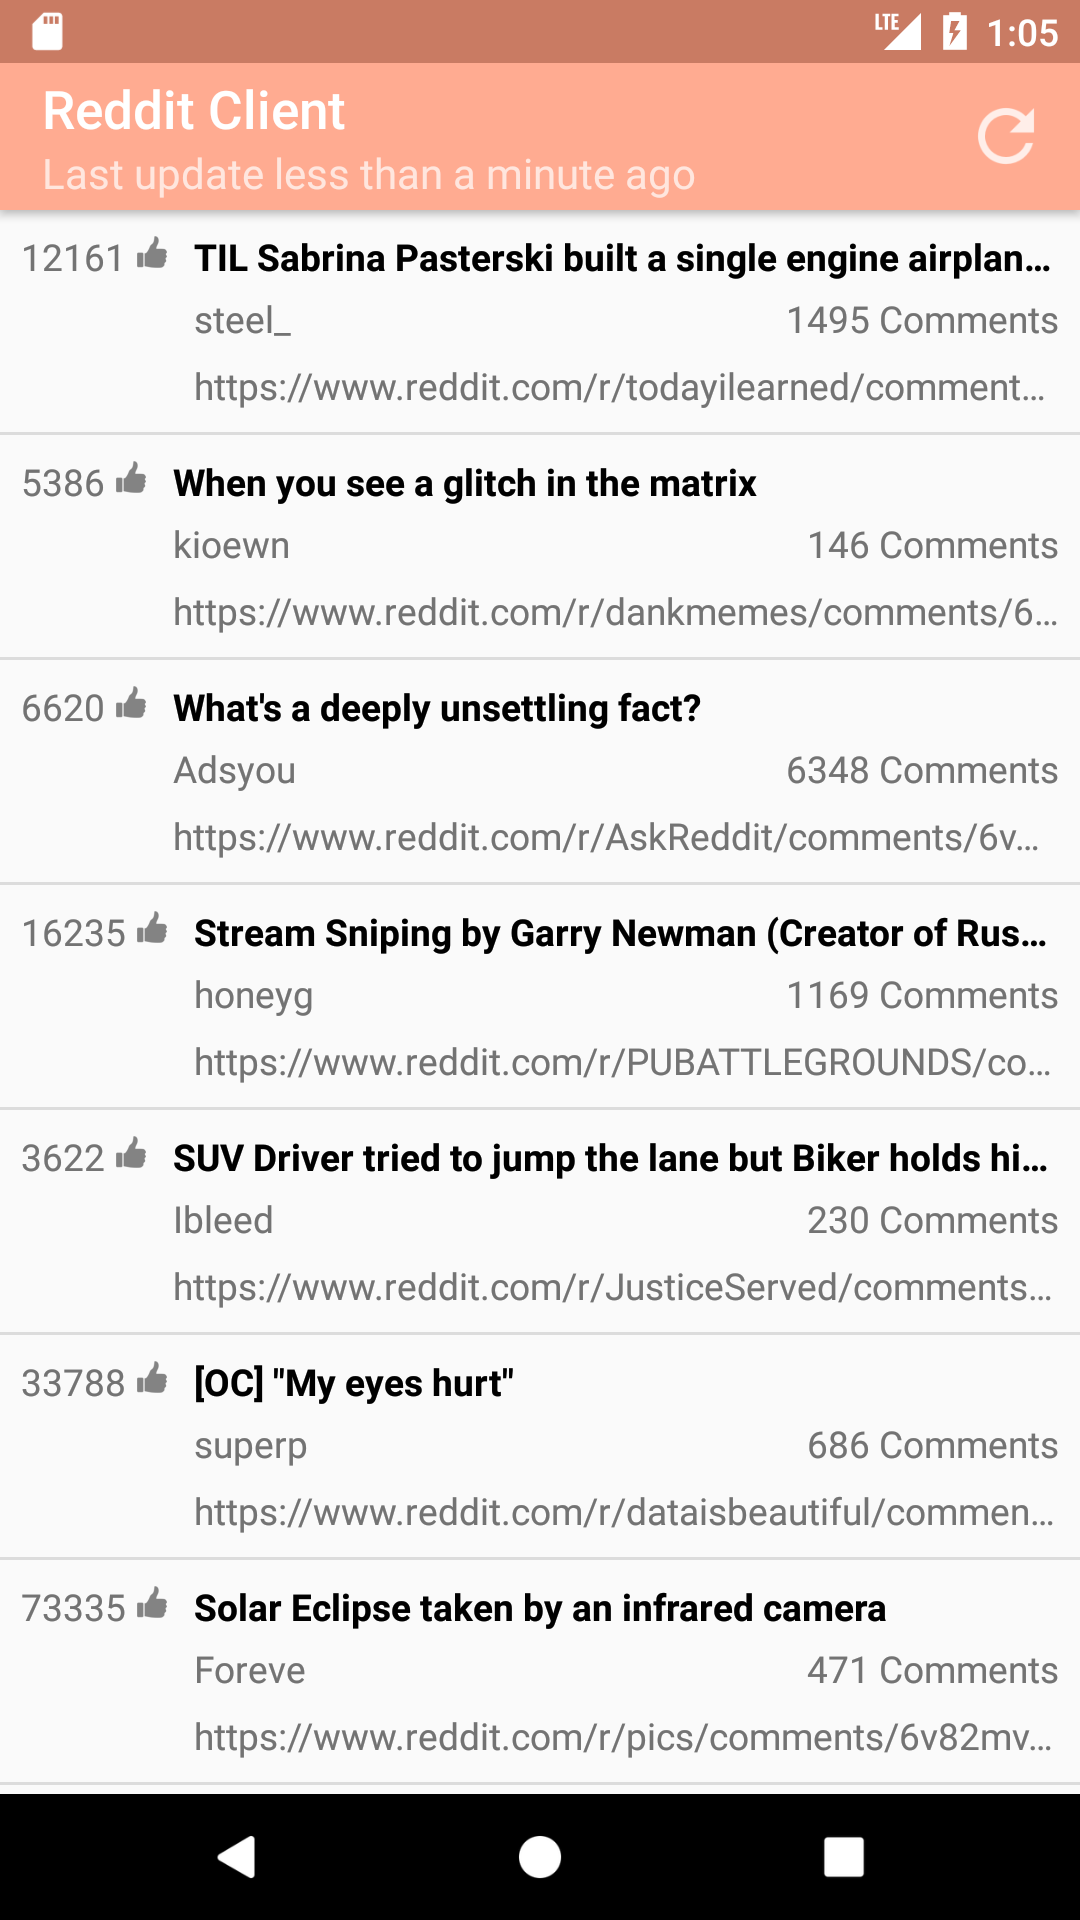 LTE 1:05
Reddit Client
Last update less than a minute ago
12161 TIL Sabrina Pasterski built a single engine airplan...
steel_ 1495 Comments
https://www.reddit.com/r/todayilearned/comment...
5386 When you see a glitch in the matrix
kioewn 146 Comments
https://www.reddit.com/r/dankmemes/comments/6...
6620 What's a deeply unsettling fact?
Adsyou 6348 Comments
https://www.reddit.com/r/AskReddit/comments/6v...
16235 Stream Sniping by Garry Newman (Creator of Rus...
honeyg 1169 Comments
https://www.reddit.com/r/PUBATTLEGROUNDS/co...
3622 SUV Driver tried to jump the lane but Biker holds hi...
Ibleed 230 Comments
https://www.reddit.com/r/JusticeServed/comments...
33788 [OC] "My eyes hurt"
superp 686 Comments
https://www.reddit.com/r/dataisbeautiful/commen...
73335 Solar Eclipse taken by an infrared camera
Foreve 471 Comments
https://www.reddit.com/r/pics/comments/6v82mv...